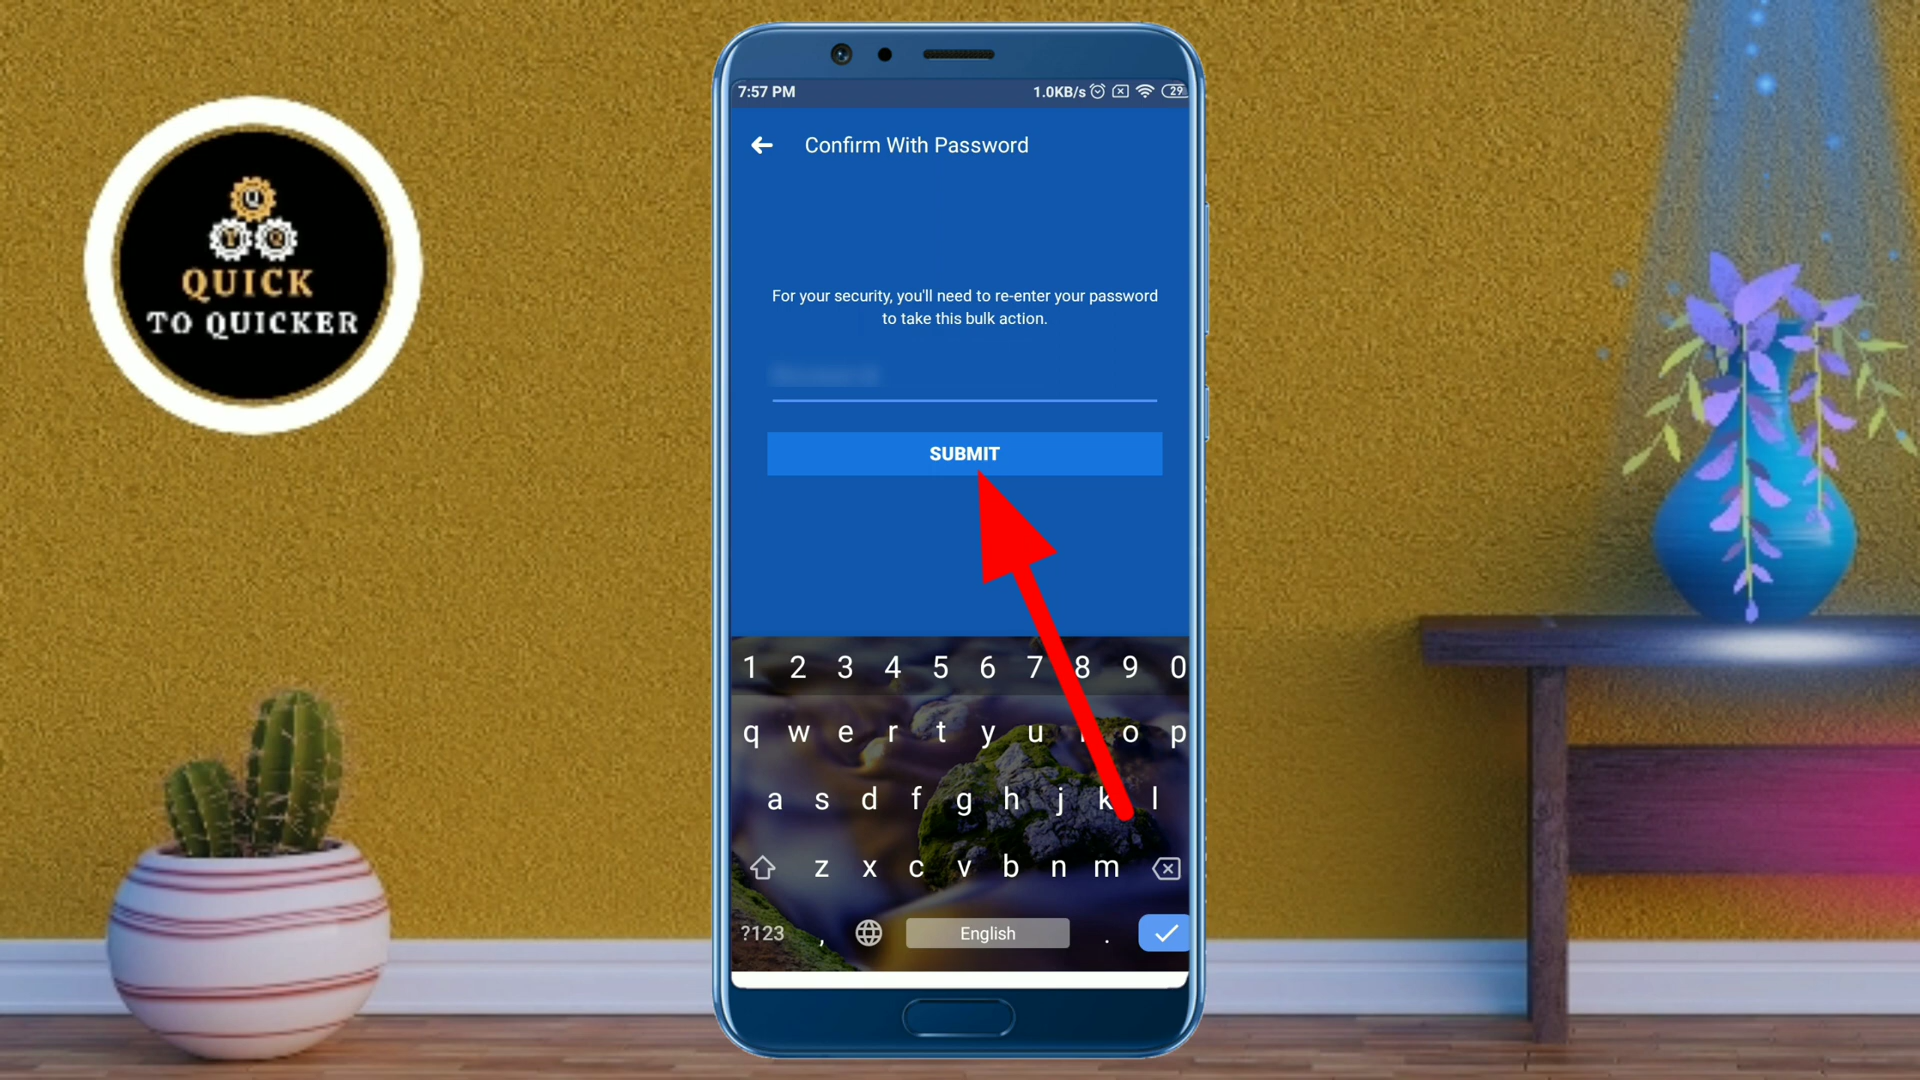 Q
Y Q
QUICK
TO QUICKER
7:57 PM
1.0KB/s 29
Confirm With Password
For your security, you'll need to re-enter your password
to take this bulk action.
SUBMIT
1 2 3 4 5 6 7 8 9 0
q w e r t y u o p
a s d f g h j k l
z x c v b n m
?123 , English .